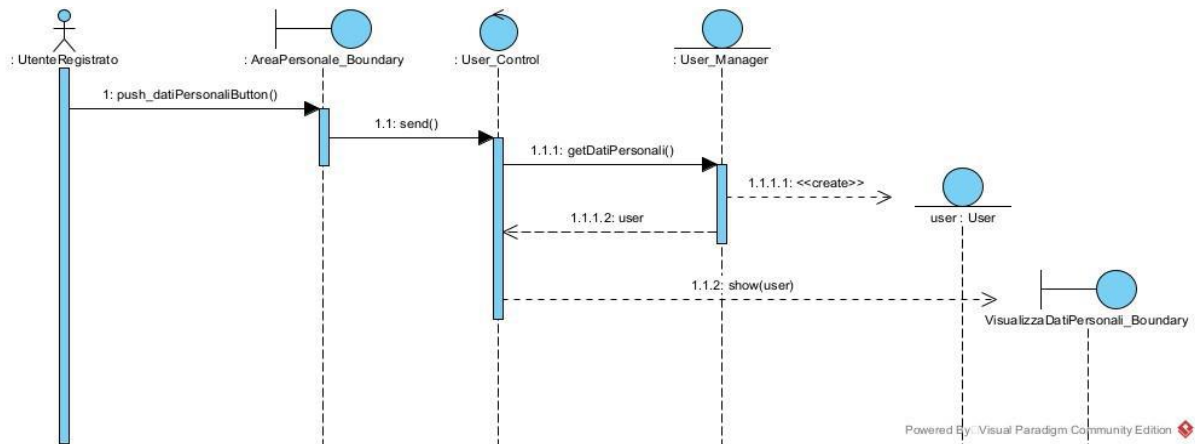 : UtenteRegistrato
: AreaPersonale_Boundary
: User_Control
: User_Manager
1: push_datiPersonaliButton()
1.1: send()
1.1.1: getDatiPersonali()
1.1.1.1: <<create>>
user : User
1.1.1.2: user
1.1.2: show(user)
VisualizzaDatiPersonali_Boundary
Powered By Visual Paradigm Community Edition